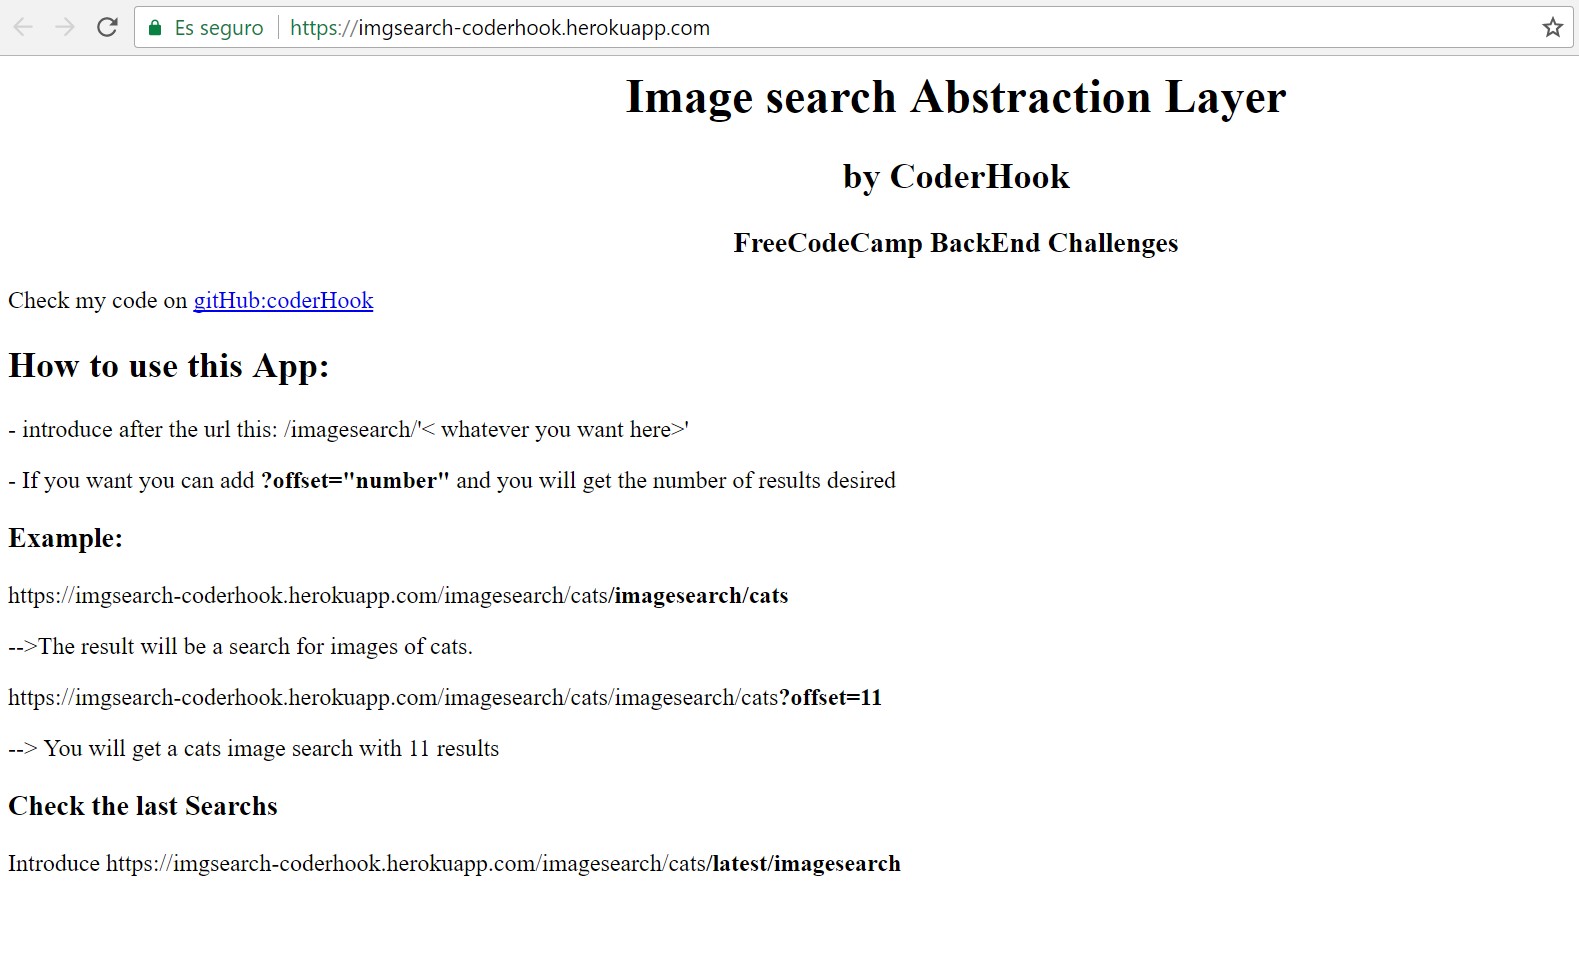 Es seguro https://imgsearch-coderhook.herokuapp.com
Image search Abstraction Layer
by CoderHook
FreeCodeCamp BackEnd Challenges
Check my code on gitHub:coderHook
How to use this App:
- introduce after the url this: /imagesearch/'< whatever you want here>'
- If you want you can add ?offset="number" and you will get the number of results desired
Example:
https://imgsearch-coderhook.herokuapp.com/imagesearch/cats/imagesearch/cats
-->The result will be a search for images of cats.
https://imgsearch-coderhook.herokuapp.com/imagesearch/cats/imagesearch/cats?offset=11
--> You will get a cats image search with 11 results
Check the last Searchs
Introduce https://imgsearch-coderhook.herokuapp.com/imagesearch/cats/latest/imagesearch